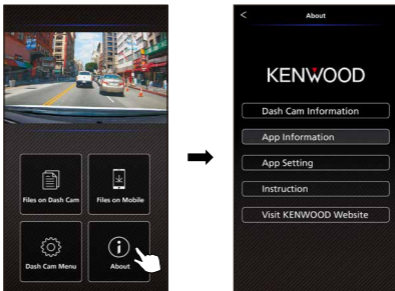 Files on Dash Cam
Files on Mobile
Dash Cam Menu
About
About
KENWOOD
Dash Cam Information
App Information
App Setting
Instruction
Visit KENWOOD Website